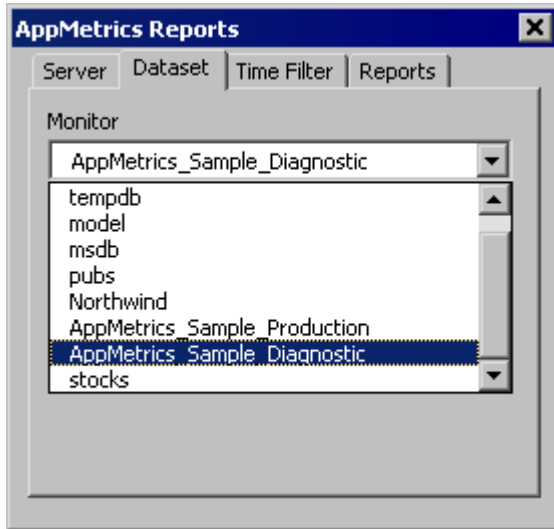 AppMetrics Reports
Server Dataset Time Filter Reports
Monitor
AppMetrics_Sample_Diagnostic
tempdb
model
msdb
pubs
Northwind
AppMetrics_Sample_Production
AppMetrics_Sample_Diagnostic
stocks